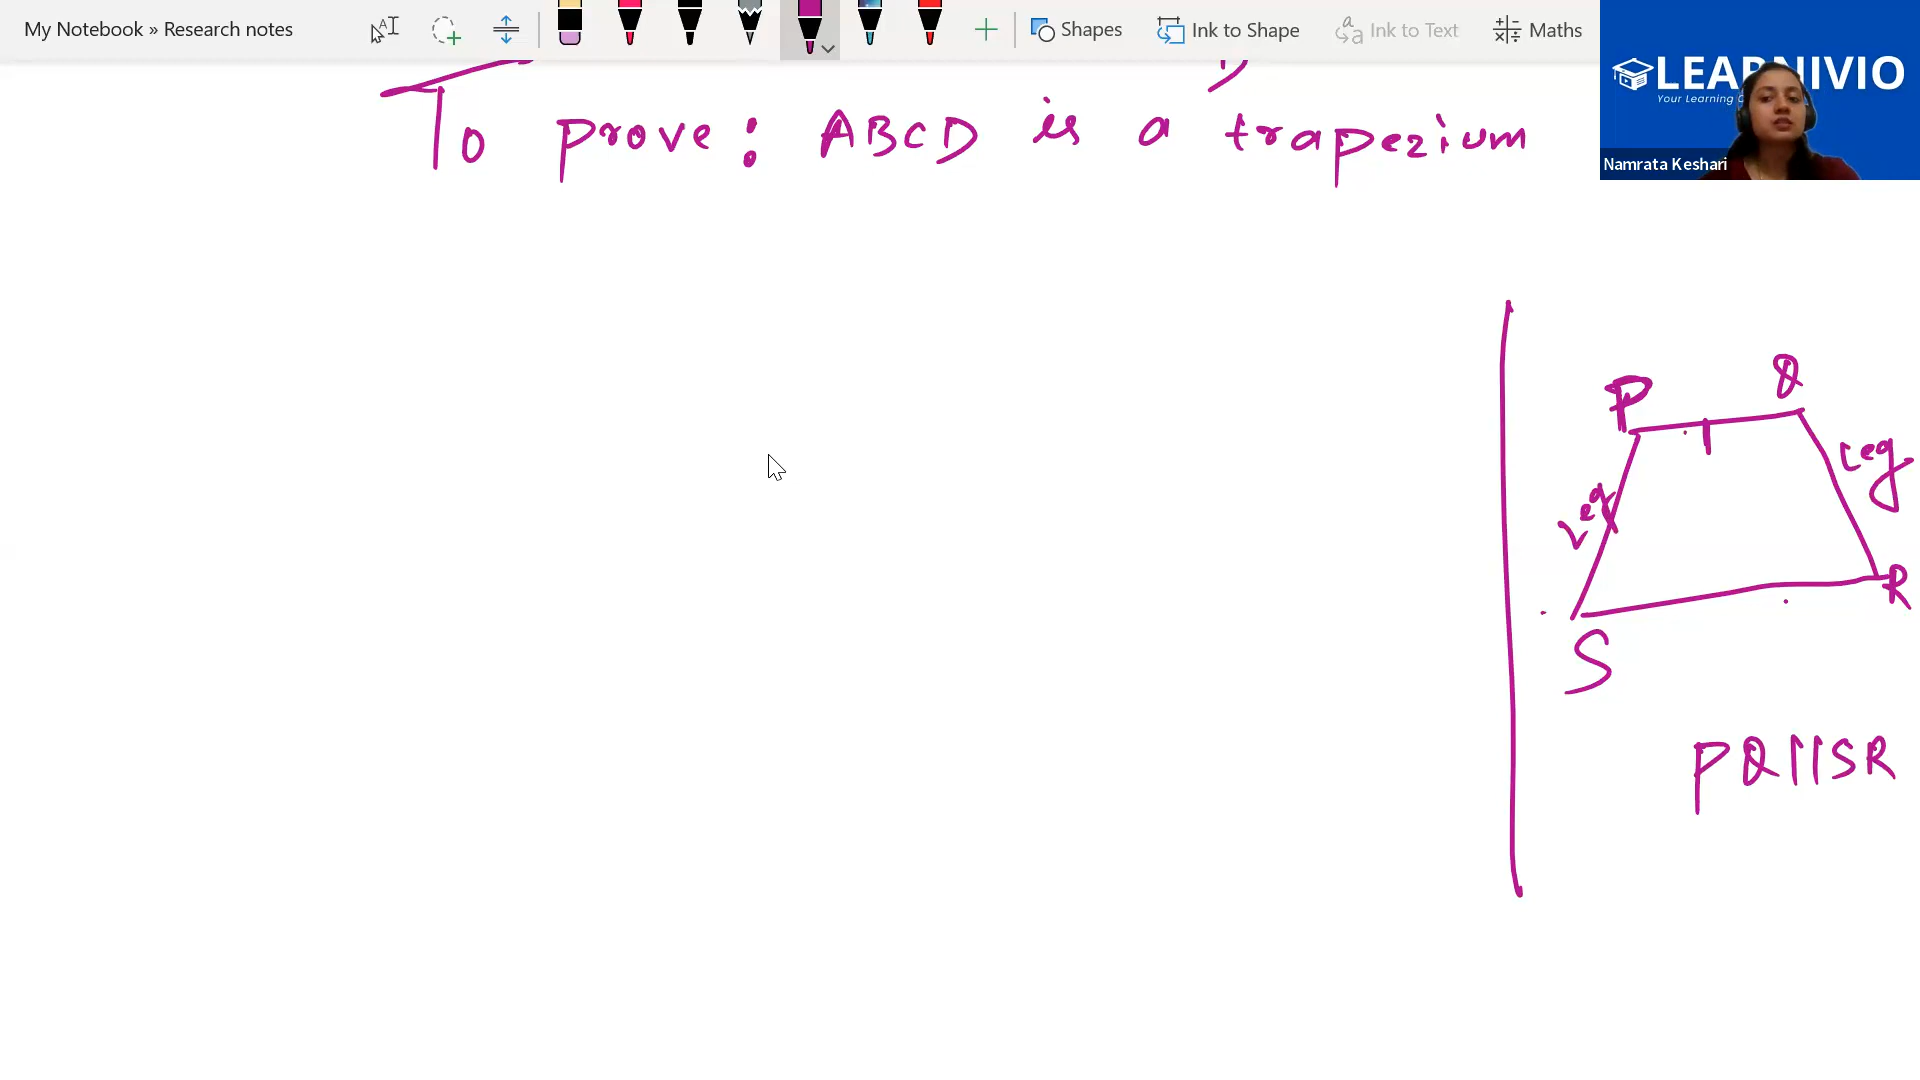 My Notebook » Research notes
Shapes
Ink to Shape
Ink to Text
Maths
LEARNIVIO
Namrata Keshari
To prove: ABCD is a trapezium
P
Q
Leg
Leg
R
S
PQ||SR